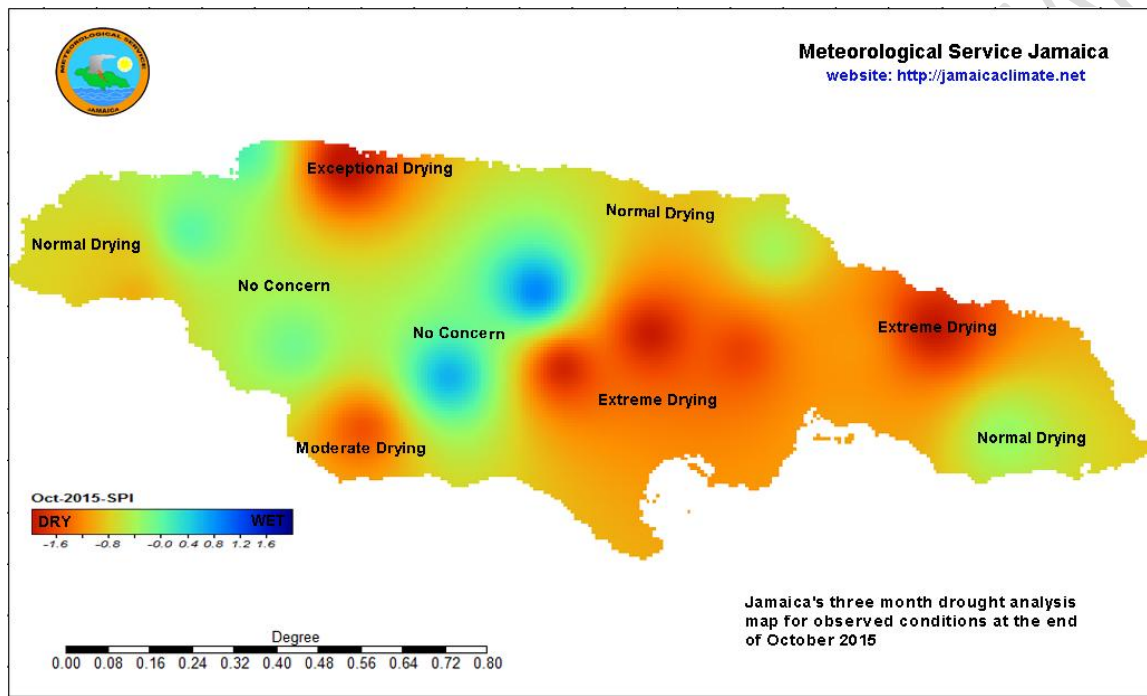 METEOROLOGICAL SERVICE
JAMAICA
Meteorological Service Jamaica
website: http://jamaicaclimate.net
Exceptional Drying
Normal Drying
Normal Drying
No Concern
No Concern
Extreme Drying
Extreme Drying
Moderate Drying
Normal Drying
Oct-2015-SPI
DRY WET
-1.6 -0.8 -0.0 0.4 0.8 1.2 1.6
Jamaica's three month drought analysis
map for observed conditions at the end
of October 2015
Degree
0.00 0.08 0.16 0.24 0.32 0.40 0.48 0.56 0.64 0.72 0.80